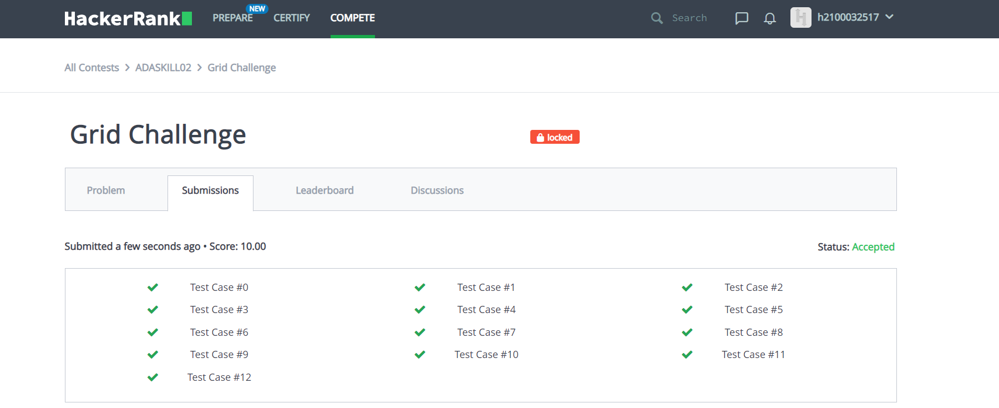 HackerRank PREPARE NEW CERTIFY COMPETE Search h2100032517
All Contests > ADASKILL02 > Grid Challenge
Grid Challenge locked
Problem Submissions Leaderboard Discussions
Submitted a few seconds ago • Score: 10.00 Status: Accepted
Test Case #0 Test Case #1 Test Case #2
Test Case #3 Test Case #4 Test Case #5
Test Case #6 Test Case #7 Test Case #8
Test Case #9 Test Case #10 Test Case #11
Test Case #12